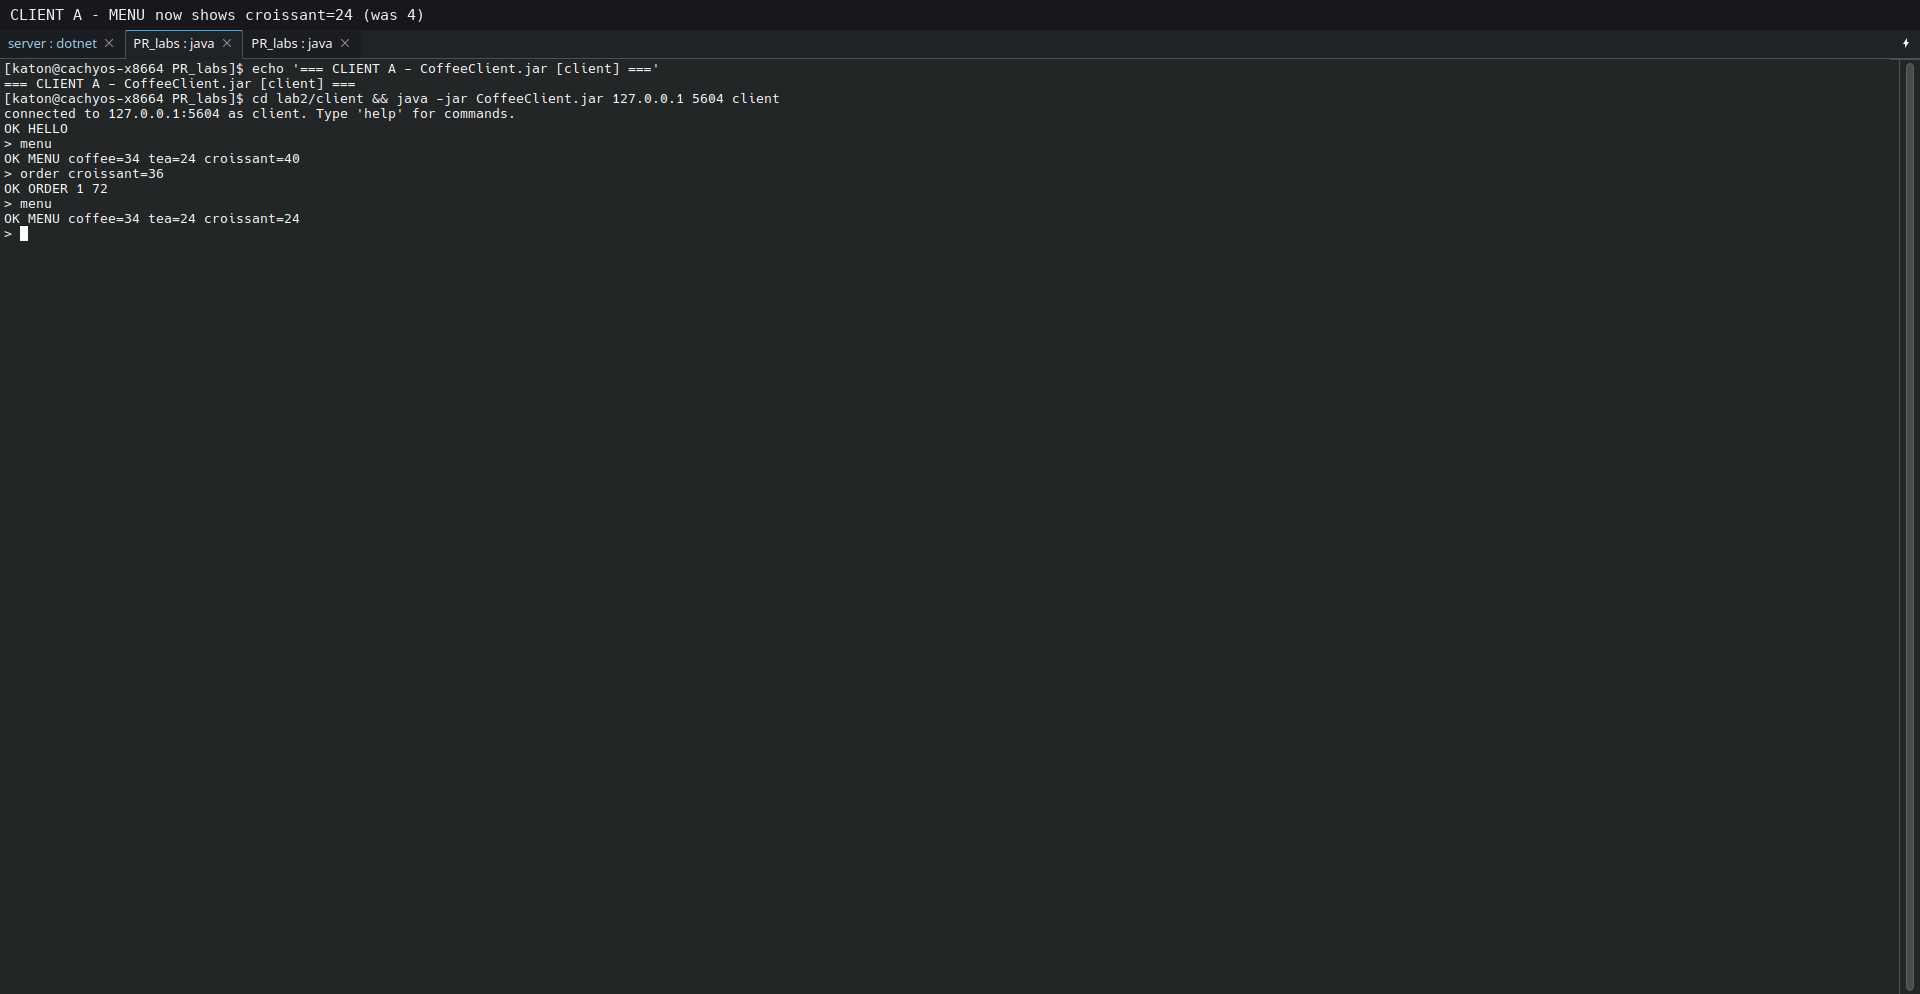 CLIENT A - MENU now shows croissant=24 (was 4)
server : dotnet PR_labs : java PR_labs : java
[katon@cachyos-x8664 PR_labs]$ echo '=== CLIENT A - CoffeeClient.jar [client] ==='
=== CLIENT A - CoffeeClient.jar [client] ===
[katon@cachyos-x8664 PR_labs]$ cd lab2/client && java -jar CoffeeClient.jar 127.0.0.1 5604 client
connected to 127.0.0.1:5604 as client. Type 'help' for commands.
OK HELLO
> menu
OK MENU coffee=34 tea=24 croissant=40
> order croissant=36
OK ORDER 1 72
> menu
OK MENU coffee=34 tea=24 croissant=24
>